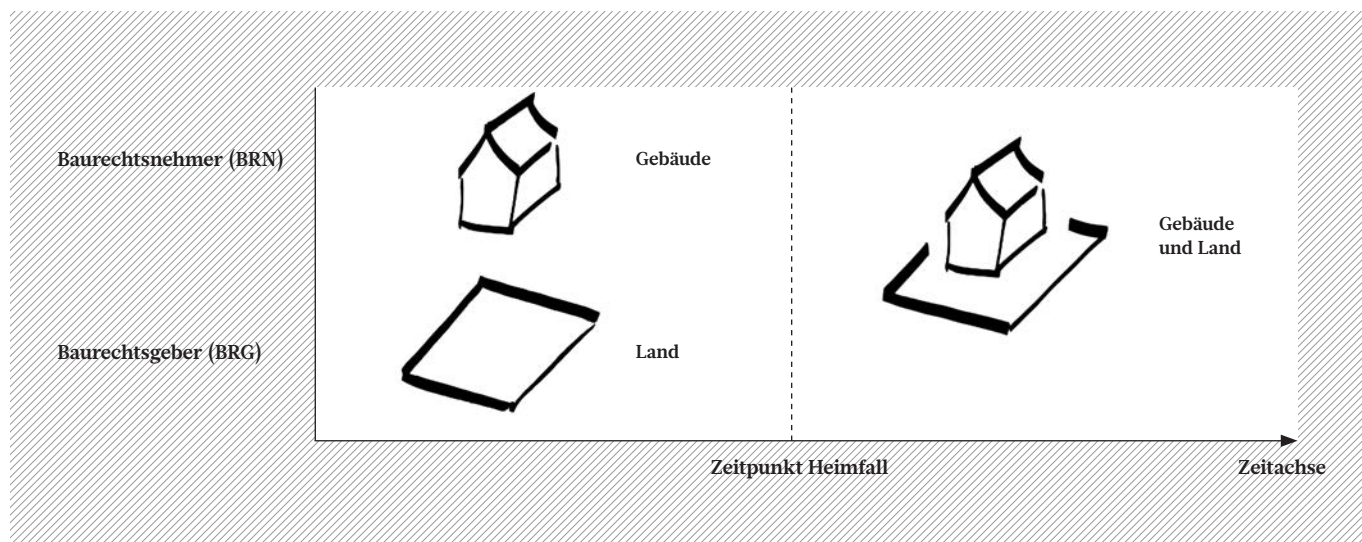 Baurechtsnehmer (BRN)
Gebäude
Gebäude
und Land
Baurechtsgeber (BRG)
Land
Zeitpunkt Heimfall
Zeitachse